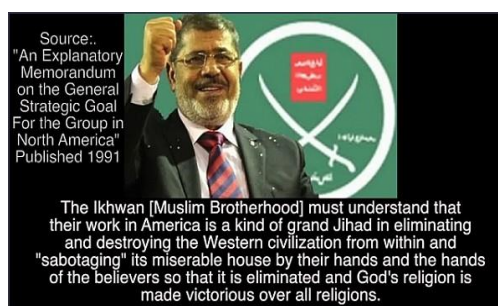 Source:.
"An Explanatory
Memorandum
on the General
Strategic Goal
For the Group in
North America"
Published 1991
The Ikhwan [Muslim Brotherhood] must understand that
their work in America is a kind of grand Jihad in eliminating
and destroying the Western civilization from within and
"sabotaging" its miserable house by their hands and the hands
of the believers so that it is eliminated and God's religion is
made victorious over all religions.